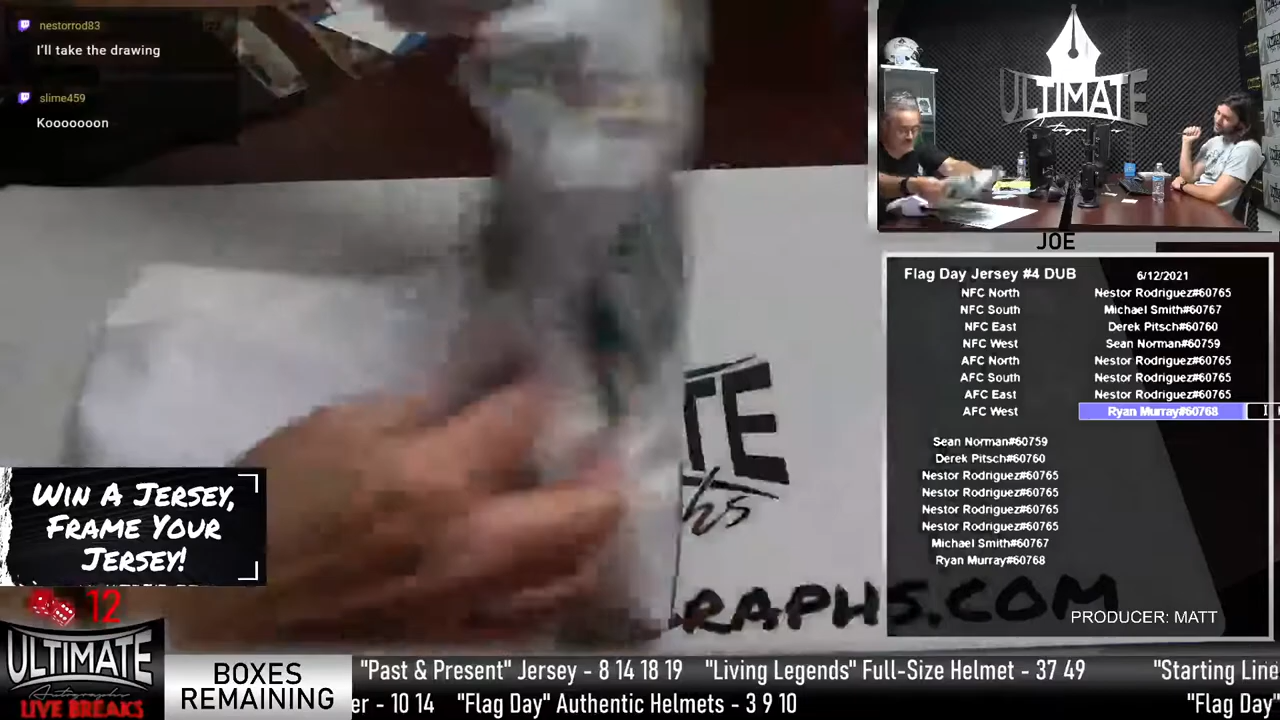 nestorrod83
I'll take the drawing
slime459
Kooooooon
ULTIMATE
Autographs
JOE
Flag Day Jersey #4 DUB 6/12/2021
NFC North Nestor Rodriguez#60765
NFC South Michael Smith#60767
NFC East Derek Pitsch#60760
NFC West Sean Norman#60759
AFC North Nestor Rodriguez#60765
AFC South Nestor Rodriguez#60765
AFC East Nestor Rodriguez#60765
AFC West Ryan Murray#60768
Sean Norman#60759
Derek Pitsch#60760
Nestor Rodriguez#60765
Nestor Rodriguez#60765
Nestor Rodriguez#60765
Nestor Rodriguez#60765
Michael Smith#60767
Ryan Murray#60768
PRODUCER: MATT
TE
hs
RAPHS.COM
WIN A JERSEY,
FRAME YOUR
JERSEY!
12
ULTIMATE
Autographs
LIVE BREAKS
BOXES
REMAINING
"Past & Present" Jersey - 8 14 18 19 "Living Legends" Full-Size Helmet - 37 49 "Starting Line
er - 10 14 "Flag Day" Authentic Helmets - 3 9 10 "Flag Day"